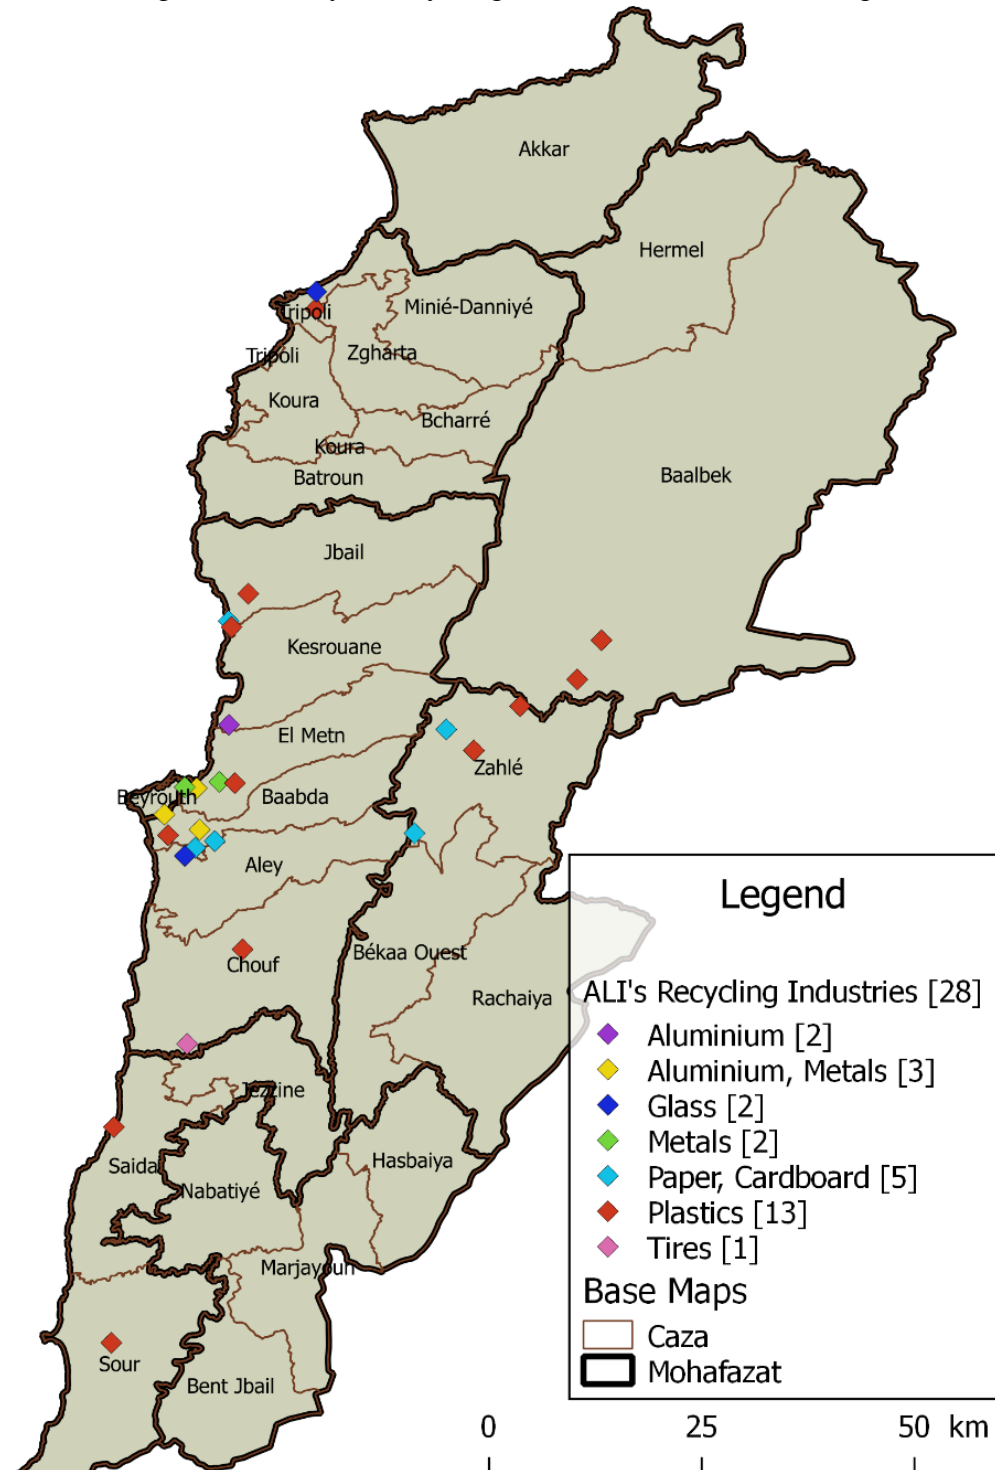 Akkar
Hermel
Minié-Danniyé
Tripoli
Zgharta
Tripoli
Koura
Bcharré
Koura
Batroun
Baalbek
Jbail
Kesrouane
El Metn
Zahlé
Beyrouth
Baabda
Aley
Békaa Ouest
Chouf
Rachaiya
Jezzine
Saida
Hasbaiya
Nabatiyé
Marjayoun
Sour
Bent Jbail
Legend
ALI's Recycling Industries [28]
Aluminium [2]
Aluminium, Metals [3]
Glass [2]
Metals [2]
Paper, Cardboard [5]
Plastics [13]
Tires [1]
Base Maps
Caza
Mohafazat
0 25 50 km